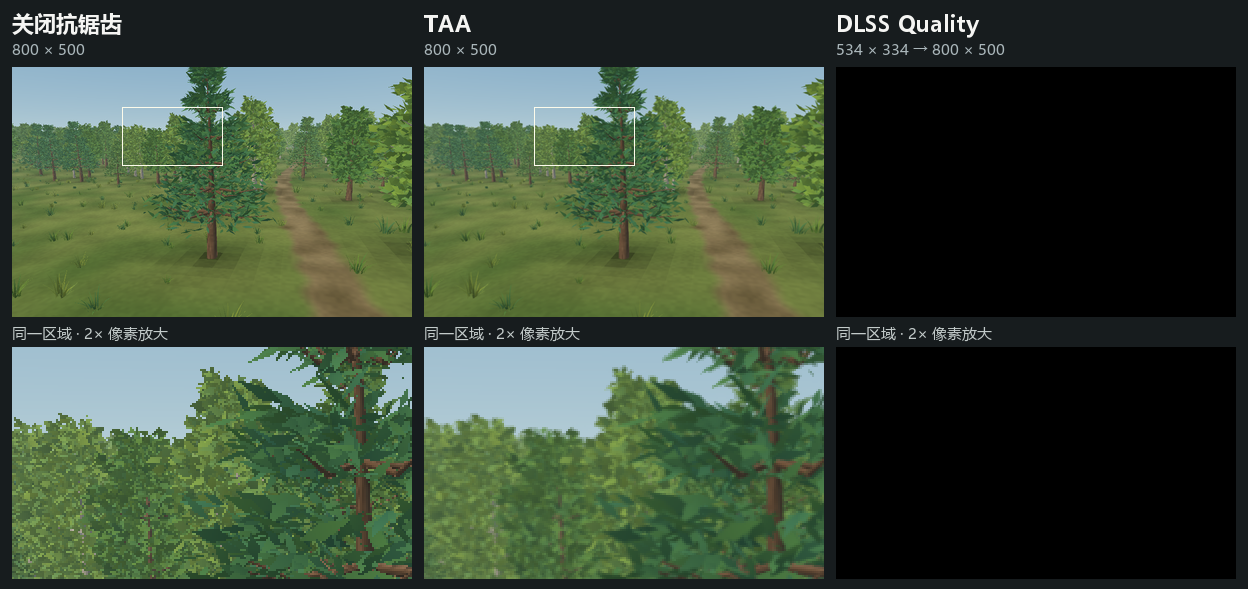 关闭抗锯齿
800 × 500
TAA
800 × 500
DLSS Quality
534 × 334 → 800 × 500
同一区域 · 2× 像素放大
同一区域 · 2× 像素放大
同一区域 · 2× 像素放大